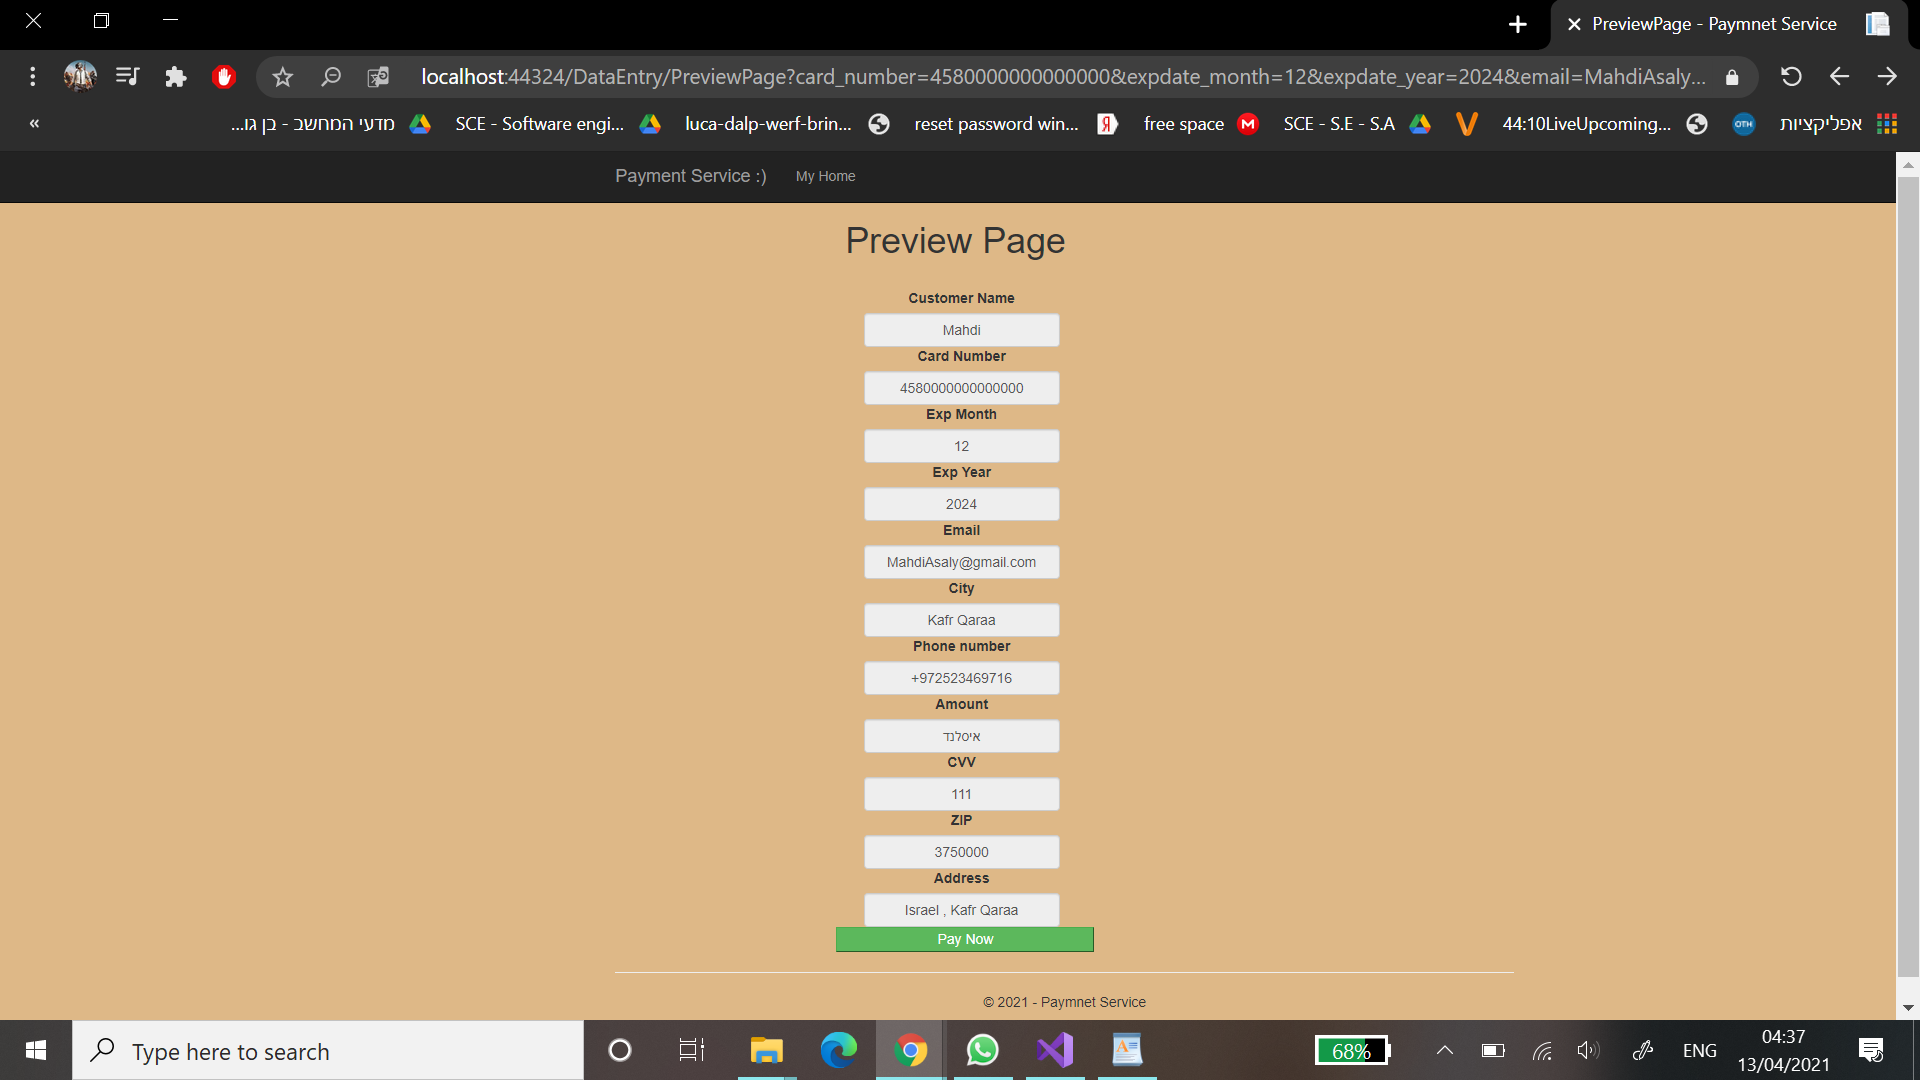 PreviewPage - Paymnet Service
localhost:44324/DataEntry/PreviewPage?card_number=4580000000000000&expdate_month=12&expdate_year=2024&email=MahdiAsaly...
...מדעי המחשב - בן גו
SCE - Software engi...
luca-dalp-werf-brin...
reset password win...
Я
free space
M
SCE - S.E - S.A
44:10LiveUpcoming...
OTH
אפליקציות
Payment Service :)
My Home
Preview Page
Customer Name
Mahdi
Card Number
4580000000000000
Exp Month
12
Exp Year
2024
Email
MahdiAsaly@gmail.com
City
Kafr Qaraa
Phone number
+972523469716
Amount
איסלנד
CVV
111
ZIP
3750000
Address
Israel , Kafr Qaraa
Pay Now
© 2021 - Paymnet Service
Type here to search
68%
ENG
04:37
13/04/2021